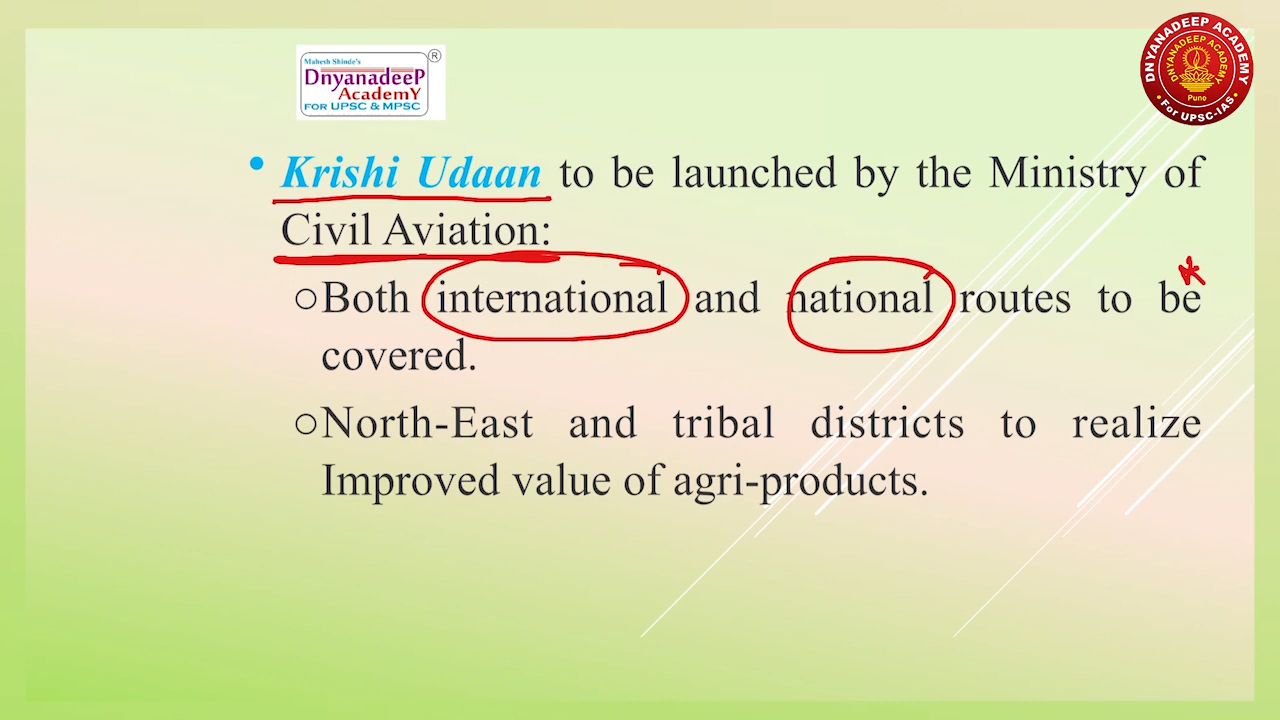 Mahesh Shinde's
DnyanadeeP
AcademY
FOR UPSC & MPSC
®
DNYANADEEP ACADEMY
DNYANADEEP ACADEMY
Pune
• For UPSC-IAS •
• Krishi Udaan to be launched by the Ministry of
Civil Aviation:
○Both international and national routes to be
covered.
○North-East and tribal districts to realize
Improved value of agri-products.